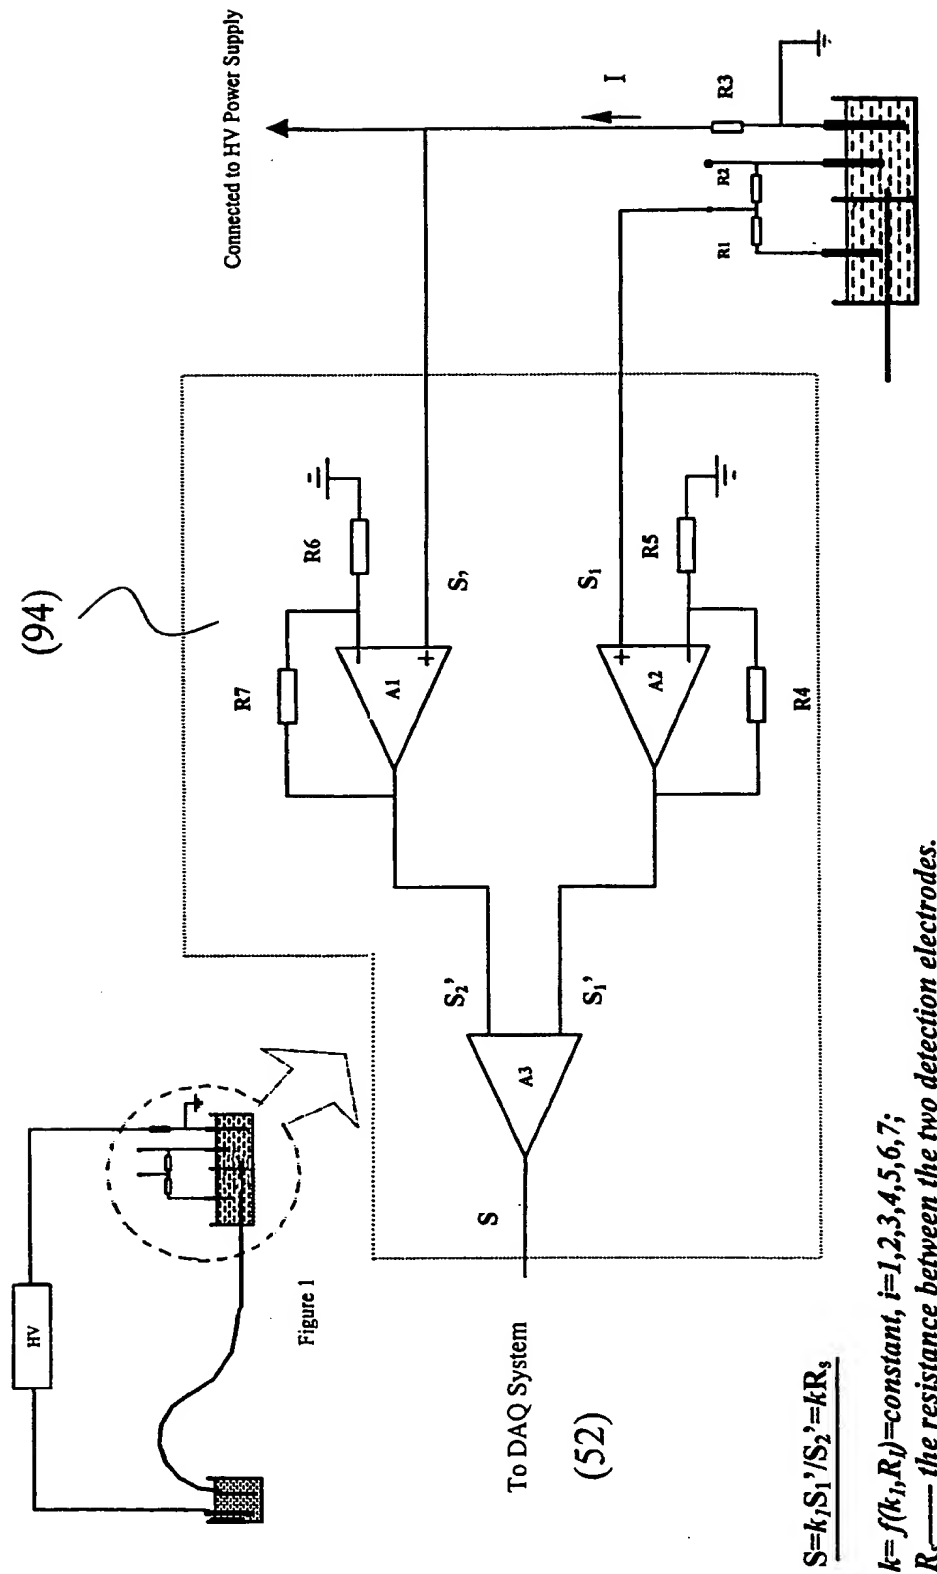 Connected to HV Power Supply
I
R3
R2
R1
(94)
R6
R7
A1
+
S,
S₁
R5
A2
+
R4
S₂'
S₁'
A3
S
HV
Figure 1
To DAQ System
(52)
S=k₁S₁'/S₂'=kRₛ
k= f(k₁,Rᵢ)=constant, i=1,2,3,4,5,6,7;
Rₛ—— the resistance between the two detection electrodes.